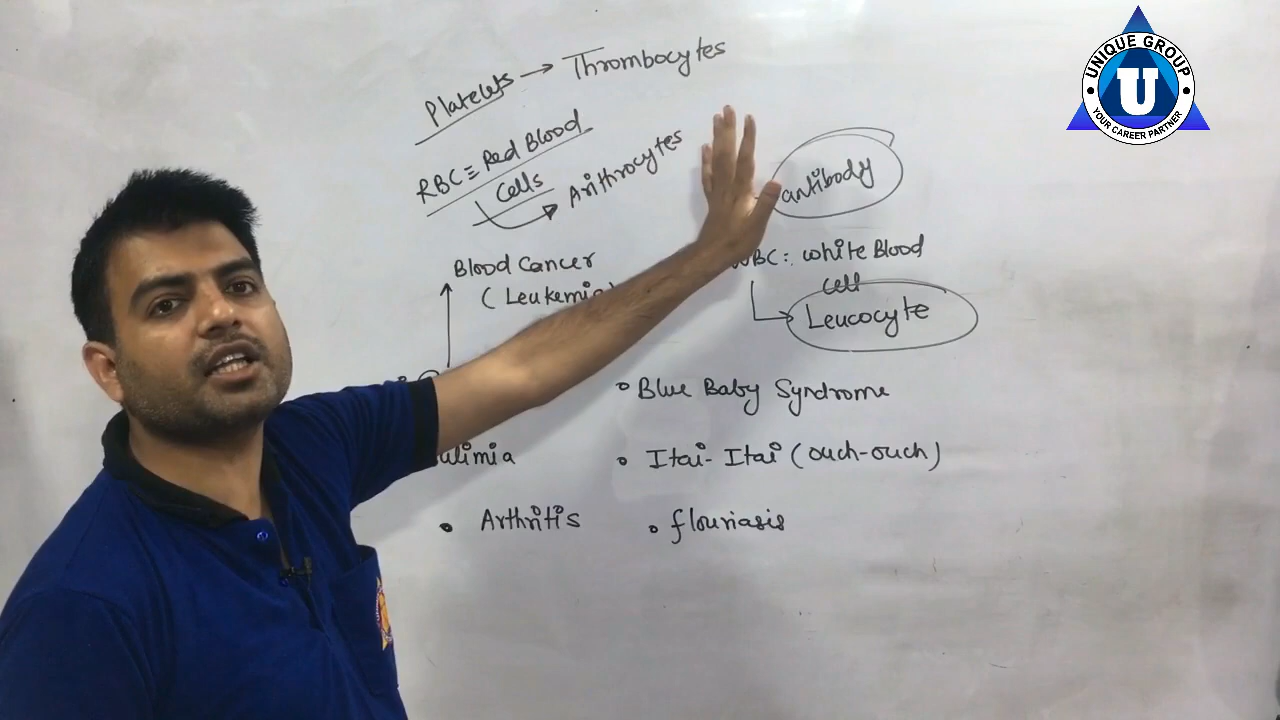 Platelets → Thrombocytes
RBC = Red Blood
Cells → Arithrocytes
antibody
WBC: white Blood
cell
Leucocyte
Blood Cancer
(Leukemia)
Blue Baby Syndrome
ulimia
Itai-Itai (ouch-ouch)
Arthritis
flouriasis
UNIQUE GROUP
U
YOUR CAREER PARTNER